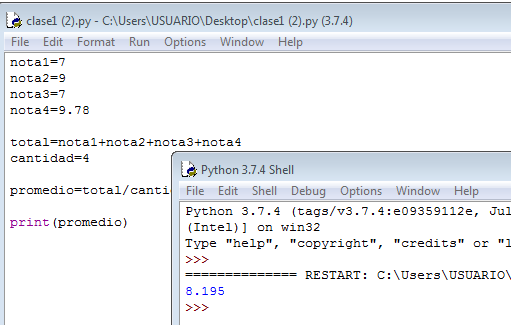 clase1 (2).py - C:\Users\USUARIO\Desktop\clase1 (2).py (3.7.4)
File Edit Format Run Options Window Help
nota1=7
nota2=9
nota3=7
nota4=9.78
total=nota1+nota2+nota3+nota4
cantidad=4
promedio=total/canti
print(promedio)
Python 3.7.4 Shell
File Edit Shell Debug Options Window Help
Python 3.7.4 (tags/v3.7.4:e09359112e, Jul
(Intel)] on win32
Type "help", "copyright", "credits" or "l
>>>
============== RESTART: C:\Users\USUARIO\
8.195
>>>